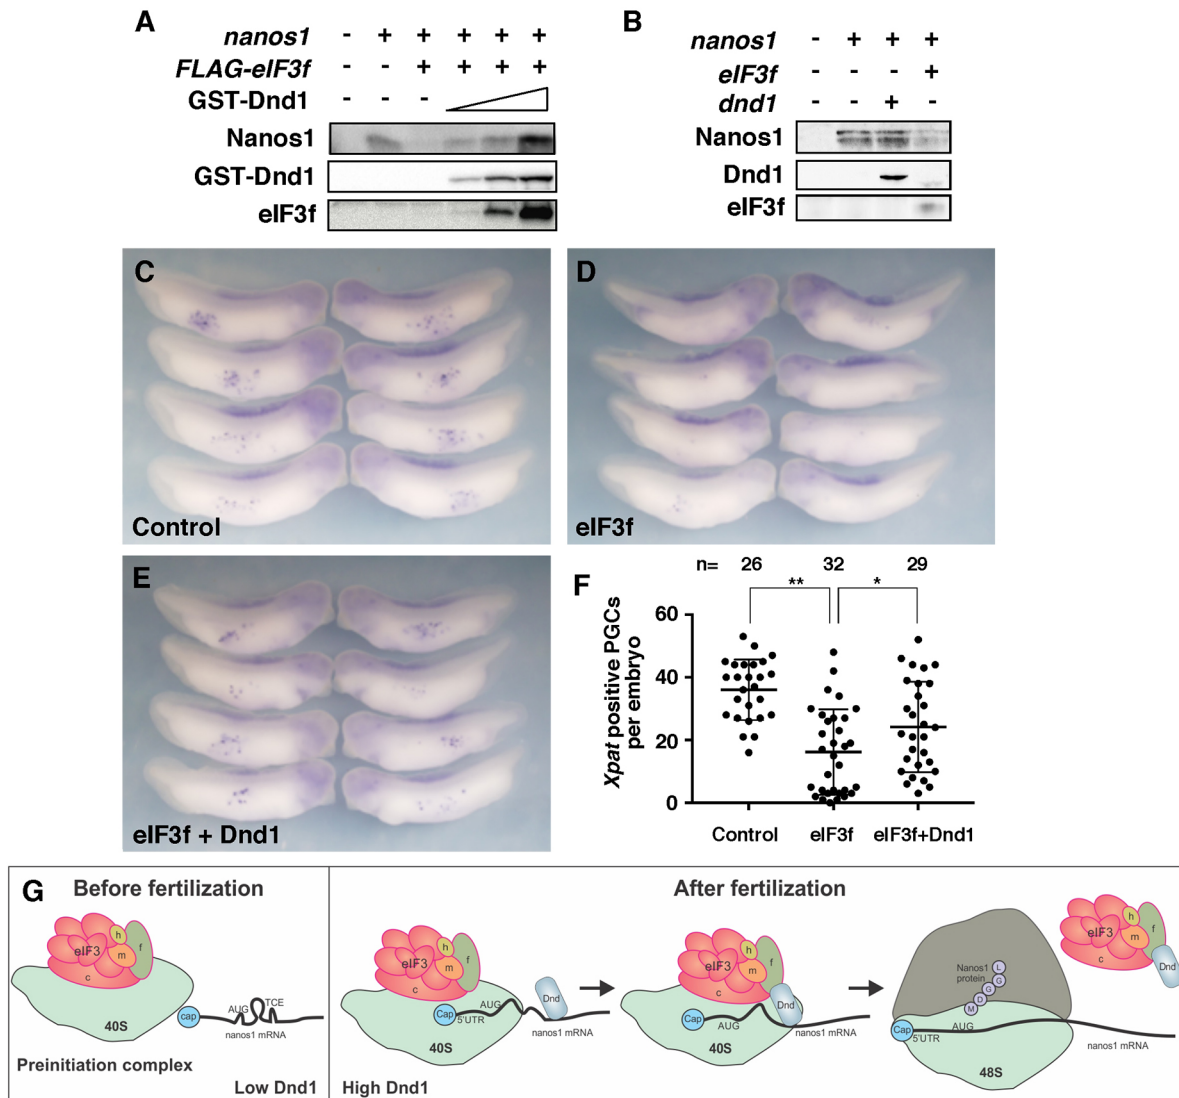 A
nanos1 - + + + + +
FLAG-eIF3f - - + + + +
GST-Dnd1 - - -
Nanos1
GST-Dnd1
eIF3f
B
nanos1 - + + +
eIF3f - - - +
dnd1 - - + -
Nanos1
Dnd1
eIF3f
C
Control
D
eIF3f
E
eIF3f + Dnd1
F
n= 26 32 29
** *
Xpat positive PGCs
per embryo
60
40
20
0
Control eIF3f eIF3f+Dnd1
G
Before fertilization
eIF3 h m f c
40S
cap AUG TCE
nanos1 mRNA
Preinitiation complex
Low Dnd1
After fertilization
eIF3 h m f c
Cap 5'UTR AUG Dnd
nanos1 mRNA
40S
High Dnd1
eIF3 h m f c
Cap AUG Dnd
nanos1 mRNA
40S
eIF3 h m f c
Dnd
Nanos1
protein
L
G
G
D
M
Cap 5'UTR AUG
nanos1 mRNA
48S